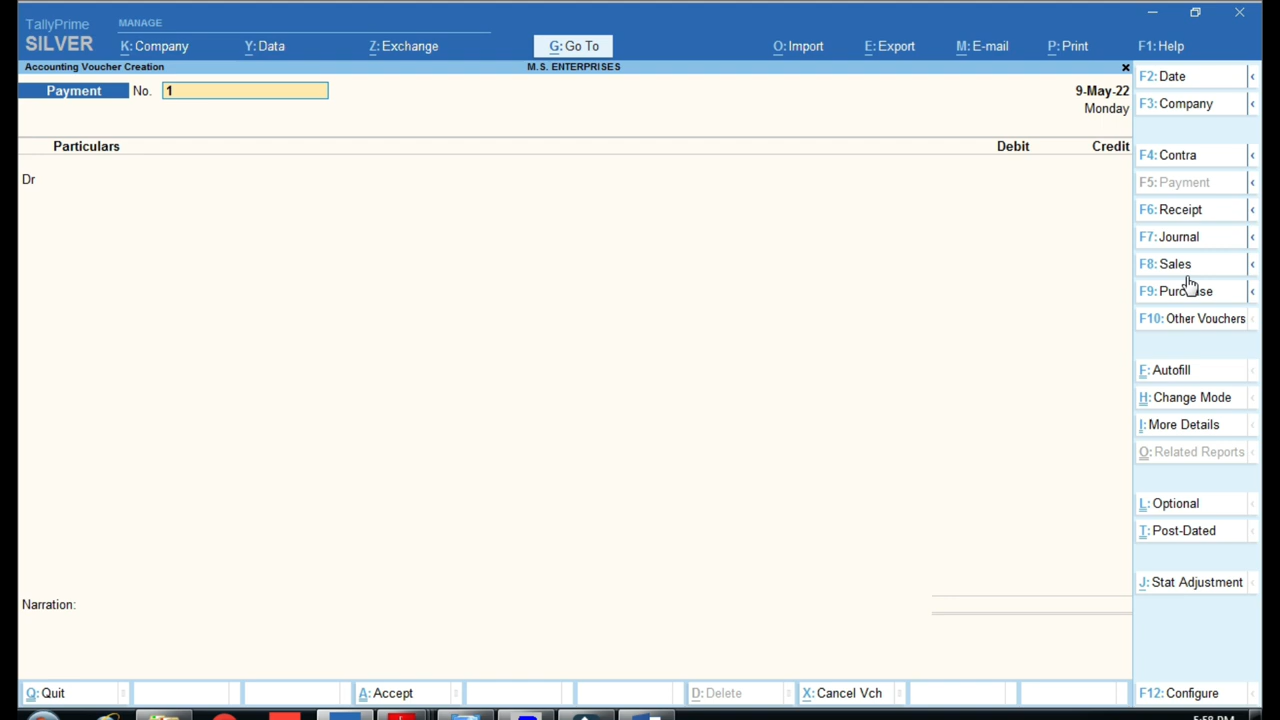 TallyPrime
SILVER
MANAGE
K: Company Y: Data Z: Exchange G: Go To O: Import E: Export M: E-mail P: Print F1: Help
Accounting Voucher Creation M.S. ENTERPRISES ×
Payment No. 1 9-May-22
Monday
Particulars Debit Credit
Dr
Narration:
F2: Date
F3: Company
F4: Contra
F5: Payment
F6: Receipt
F7: Journal
F8: Sales
F9: Purchase
F10: Other Vouchers
F: Autofill
H: Change Mode
I: More Details
O: Related Reports
L: Optional
T: Post-Dated
J: Stat Adjustment
Q: Quit A: Accept D: Delete X: Cancel Vch F12: Configure
5:58 PM